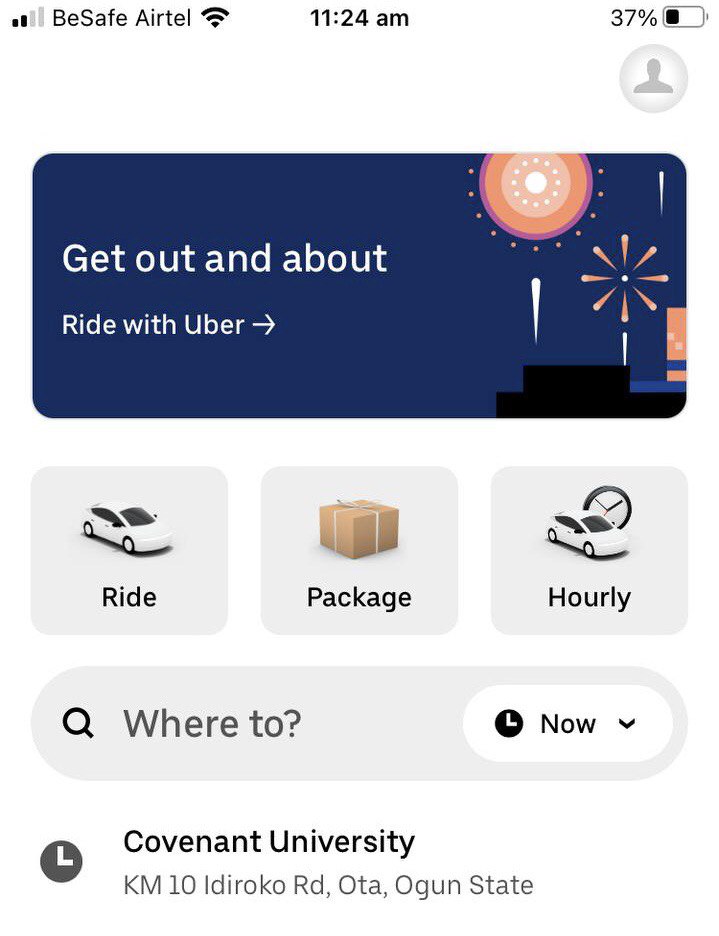 BeSafe Airtel 11:24 am 37%
Get out and about
Ride with Uber →
Ride Package Hourly
Where to? Now
Covenant University
KM 10 Idiroko Rd, Ota, Ogun State